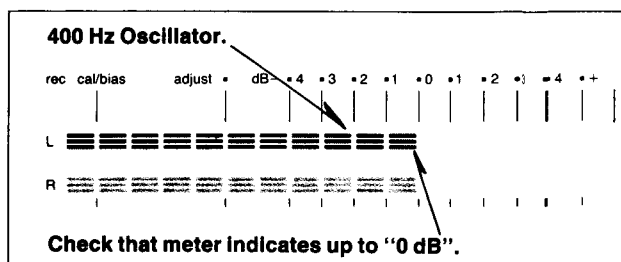 400 Hz Oscillator.
rec cal/bias adjust • dB- • 4 • 3 • 2 • 1 • 0 • 1 • 2 • 3 • 4 • +
L
R
Check that meter indicates up to “0 dB”.